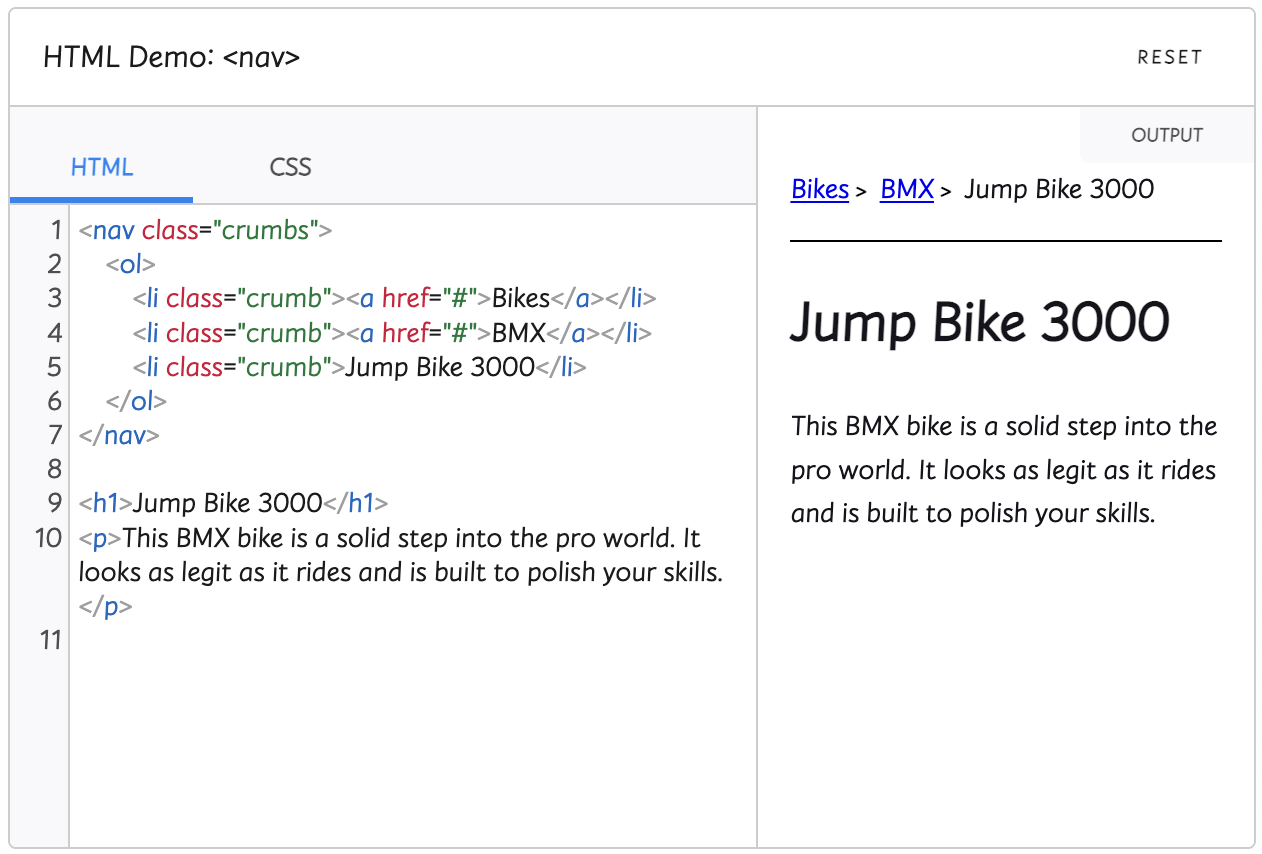 HTML Demo: <nav>
RESET
HTML
CSS
1 <nav class="crumbs">
2     <ol>
3         <li class="crumb"><a href="#">Bikes</a></li>
4         <li class="crumb"><a href="#">BMX</a></li>
5         <li class="crumb">Jump Bike 3000</li>
6     </ol>
7 </nav>
8
9 <h1>Jump Bike 3000</h1>
10 <p>This BMX bike is a solid step into the pro world. It
looks as legit as it rides and is built to polish your skills.
</p>
11
OUTPUT
Bikes > BMX > Jump Bike 3000
Jump Bike 3000
This BMX bike is a solid step into the
pro world. It looks as legit as it rides
and is built to polish your skills.